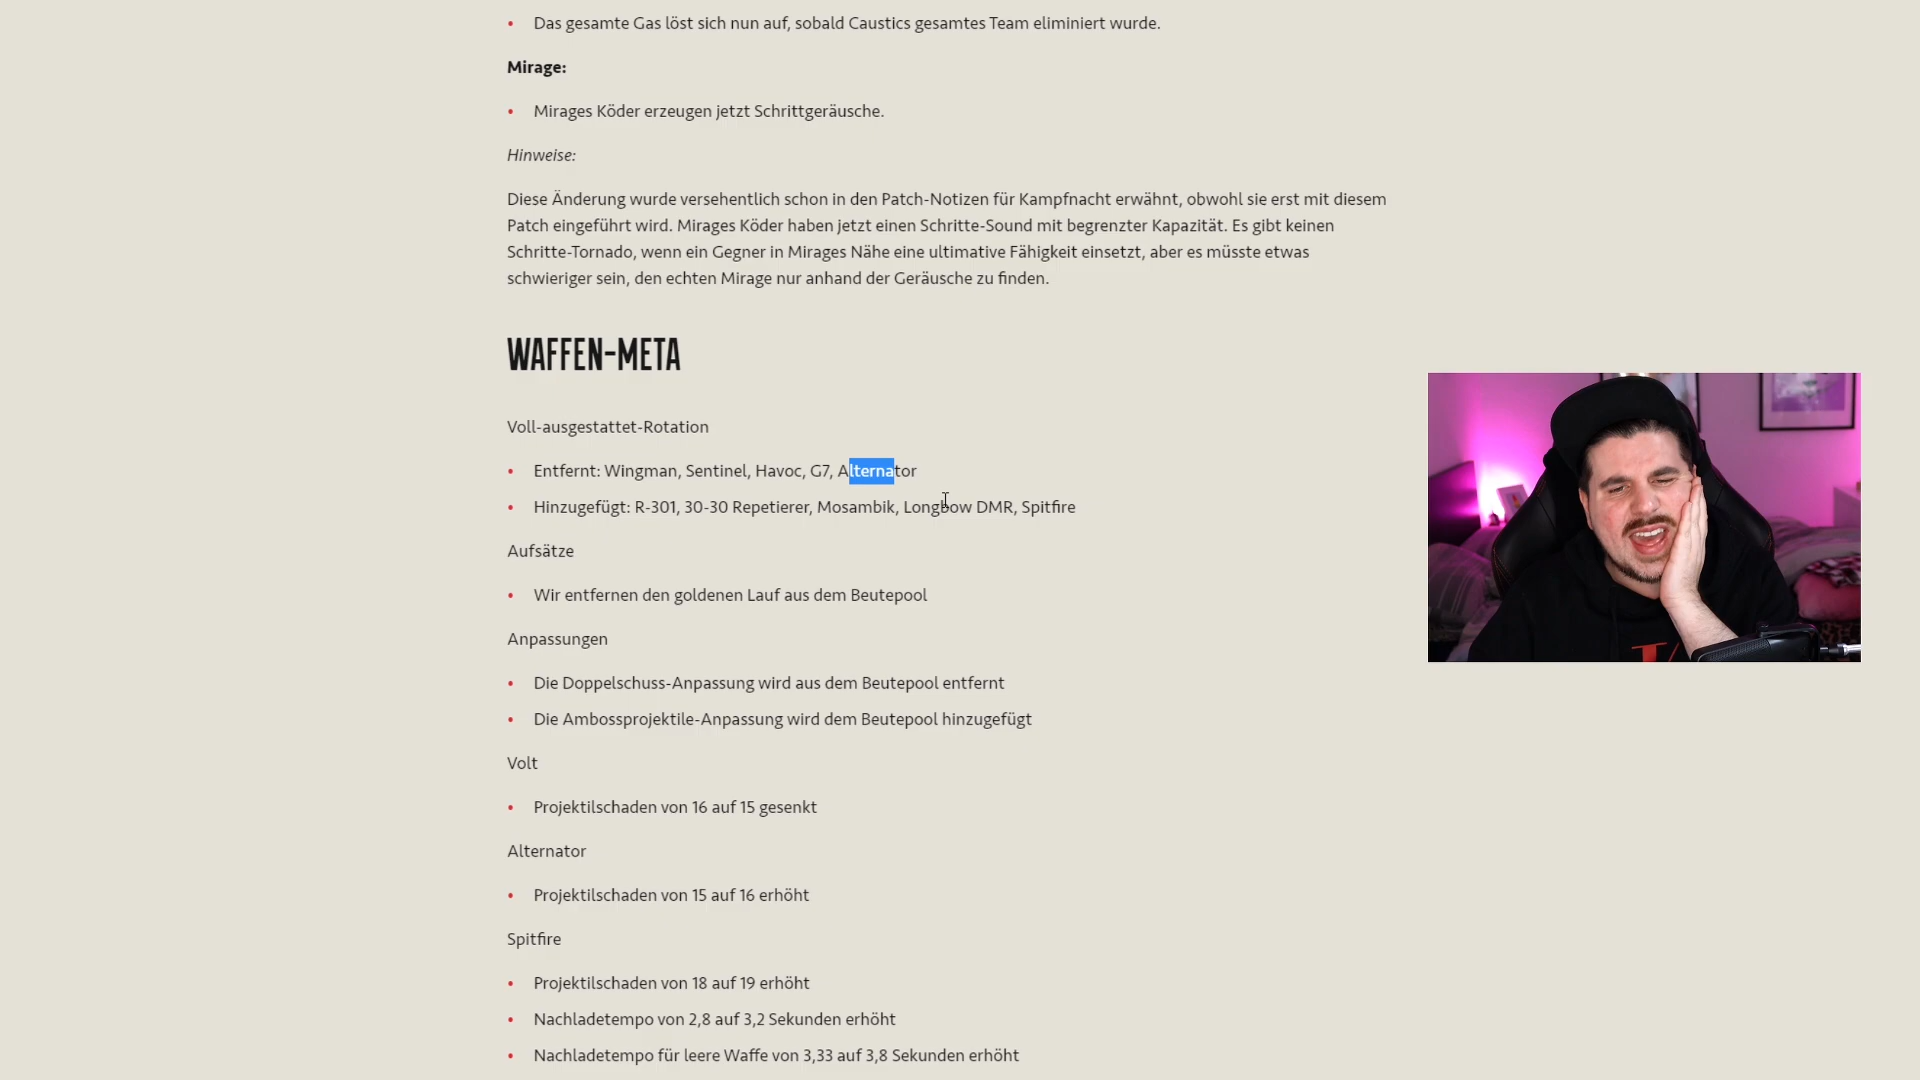 • Das gesamte Gas löst sich nun auf, sobald Caustics gesamtes Team eliminiert wurde.
Mirage:
• Mirages Köder erzeugen jetzt Schrittgeräusche.
Hinweise:
Diese Änderung wurde versehentlich schon in den Patch-Notizen für Kampfnacht erwähnt, obwohl sie erst mit diesem
Patch eingeführt wird. Mirages Köder haben jetzt einen Schritte-Sound mit begrenzter Kapazität. Es gibt keinen
Schritte-Tornado, wenn ein Gegner in Mirages Nähe eine ultimative Fähigkeit einsetzt, aber es müsste etwas
schwieriger sein, den echten Mirage nur anhand der Geräusche zu finden.
WAFFEN-META
Voll-ausgestattet-Rotation
• Entfernt: Wingman, Sentinel, Havoc, G7, Alternator
• Hinzugefügt: R-301, 30-30 Repetierer, Mosambik, Longbow DMR, Spitfire
Aufsätze
• Wir entfernen den goldenen Lauf aus dem Beutepool
Anpassungen
• Die Doppelschuss-Anpassung wird aus dem Beutepool entfernt
• Die Ambossprojektile-Anpassung wird dem Beutepool hinzugefügt
Volt
• Projektilschaden von 16 auf 15 gesenkt
Alternator
• Projektilschaden von 15 auf 16 erhöht
Spitfire
• Projektilschaden von 18 auf 19 erhöht
• Nachladetempo von 2,8 auf 3,2 Sekunden erhöht
• Nachladetempo für leere Waffe von 3,33 auf 3,8 Sekunden erhöht